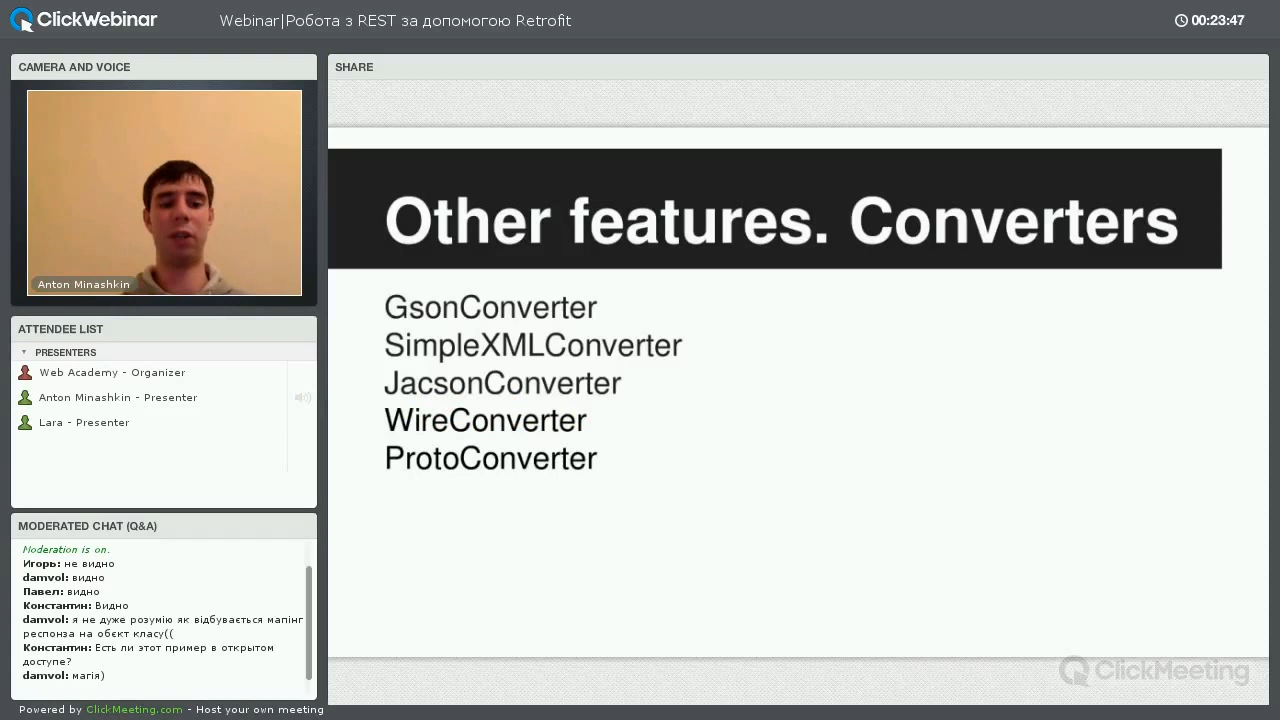 ClickWebinar
Webinar|Робота з REST за допомогою Retrofit
00:23:47
CAMERA AND VOICE
Anton Minashkin
ATTENDEE LIST
PRESENTERS
Web Academy - Organizer
Anton Minashkin - Presenter
Lara - Presenter
MODERATED CHAT (Q&A)
Moderation is on.
Игорь: не видно
damvol: видно
Павел: видно
Константин: Видно
damvol: я не дуже розумію як відбувається мапінг
респонза на обєкт класу((
Константин: Есть ли этот пример в открытом
доступе?
damvol: магія)
SHARE
Other features. Converters
GsonConverter
SimpleXMLConverter
JacsonConverter
WireConverter
ProtoConverter
ClickMeeting
Powered by ClickMeeting.com - Host your own meeting